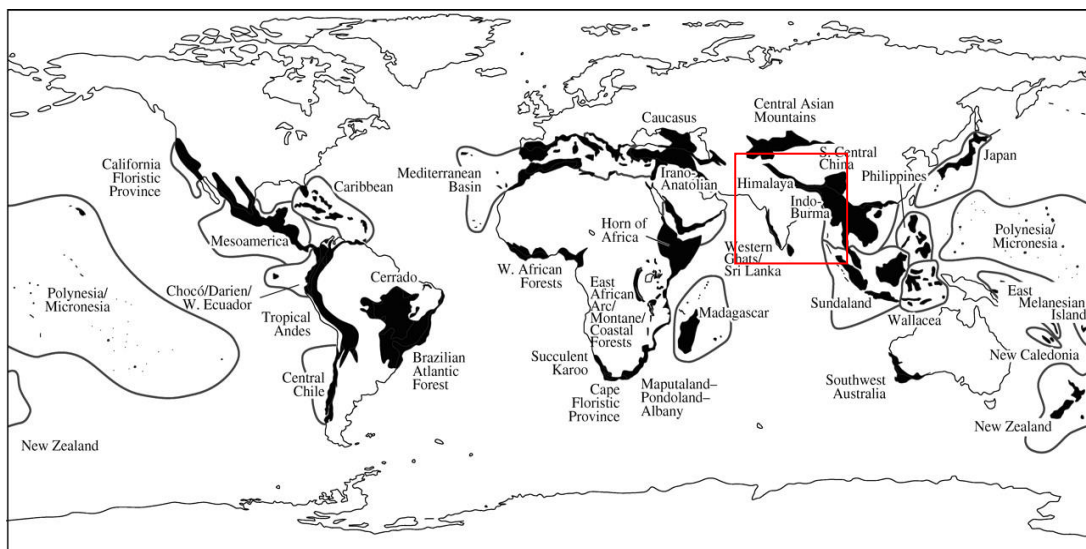 California
Floristic
Province
Polynesia/
Micronesia
New Zealand
Mesoamerica
Caribbean
Chocó/Darien/
W. Ecuador
Tropical
Andes
Central
Chile
Cerrado
Brazilian
Atlantic
Forest
Mediterranean
Basin
Caucasus
Irano-
Anatolian
Central Asian
Mountains
Horn of
Africa
W. African
Forests
East
African
Arc/
Montane/
Coastal
Forests
Succulent
Karoo
Cape
Floristic
Province
Maputaland–
Pondoland–
Albany
Madagascar
Himalaya
S. Central
China
Indo-
Burma
Western
Ghats/
Sri Lanka
Philippines
Japan
Sundaland
Wallacea
Polynesia/
Micronesia
East
Melanesian
Island
New Caledonia
Southwest
Australia
New Zealand